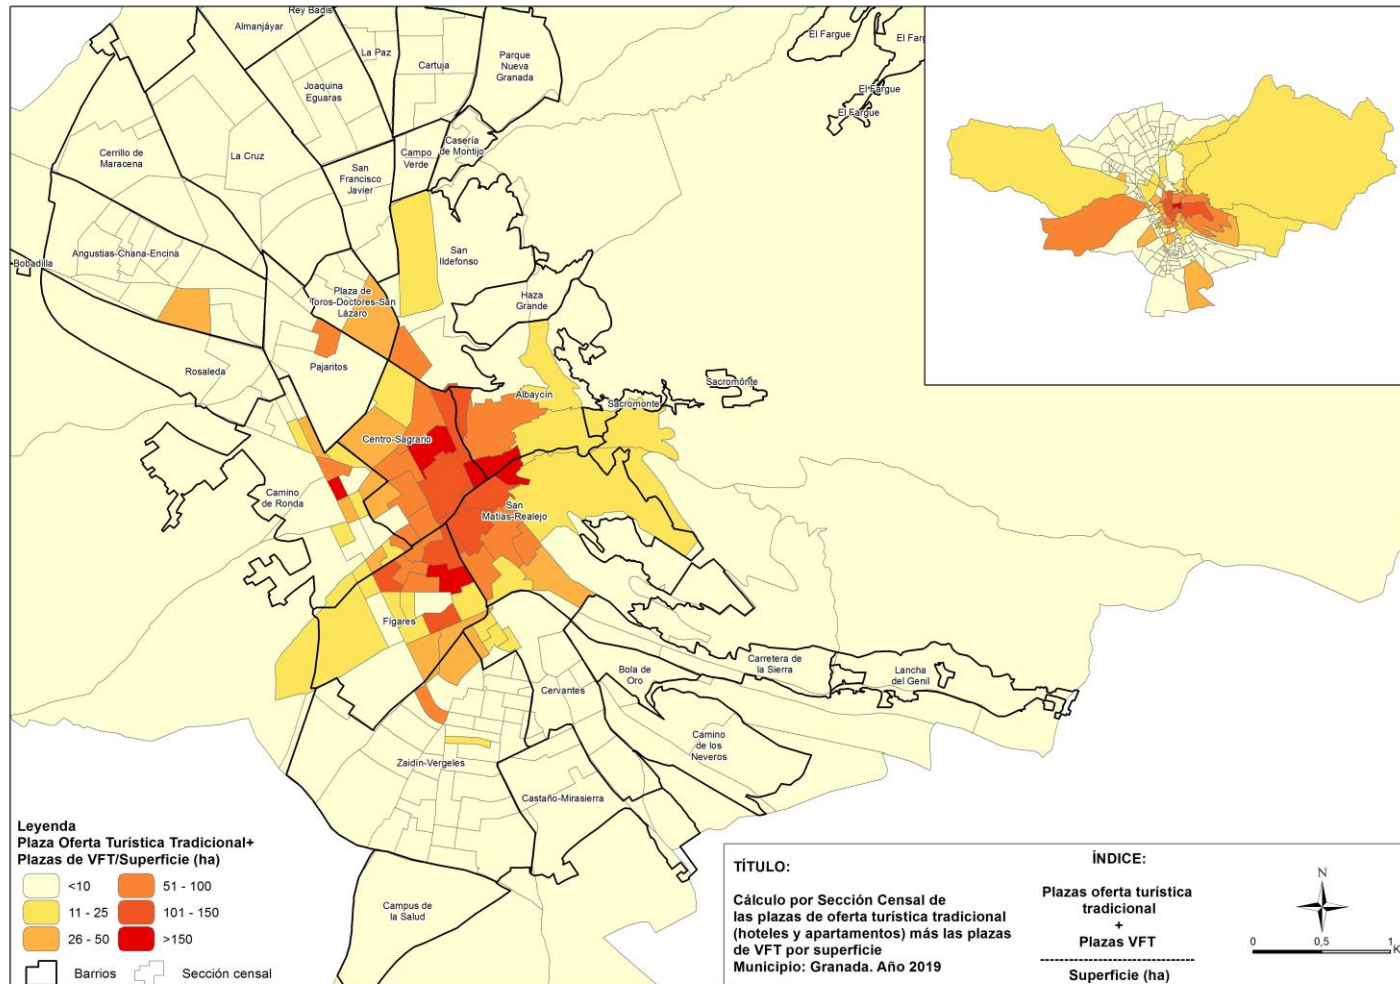 Rey Badis
Almanjáyar
La Paz
Cartuja
Parque
Nueva
Granada
El Fargue
El Farg
Joaquina
Eguaras
El Fargue
El Fargue
Cerrillo de
Maracena
La Cruz
San
Francisco
Javier
Campo
Verde
Casería
de Montijo
Angustias-Chana-Encina
Bobadilla
San
Ildefonso
Plaza de
Toros-Doctores-San
Lázaro
Haza
Grande
Rosaleda
Pajaritos
Albaycín
Sacromonte
Sacromonte
Centro-Sagrario
Camino
de Ronda
San
Matías-Realejo
Fígares
Bola de
Oro
Carretera de
la Sierra
Lancha
del Genil
Cervantes
Camino
de los
Neveros
Zaidín-Vergeles
Castaño-Mirasierra
Campus de
la Salud
Leyenda
Plaza Oferta Turística Tradicional+
Plazas de VFT/Superficie (ha)
<10 51 - 100
11 - 25 101 - 150
26 - 50 >150
Barrios Sección censal
TÍTULO:
Cálculo por Sección Censal de
las plazas de oferta turística tradicional
(hoteles y apartamentos) más las plazas
de VFT por superficie
Municipio: Granada. Año 2019
ÍNDICE:
Plazas oferta turística
tradicional
+
Plazas VFT
--------------------------------
Superficie (ha)
N
0 0,5 1
K